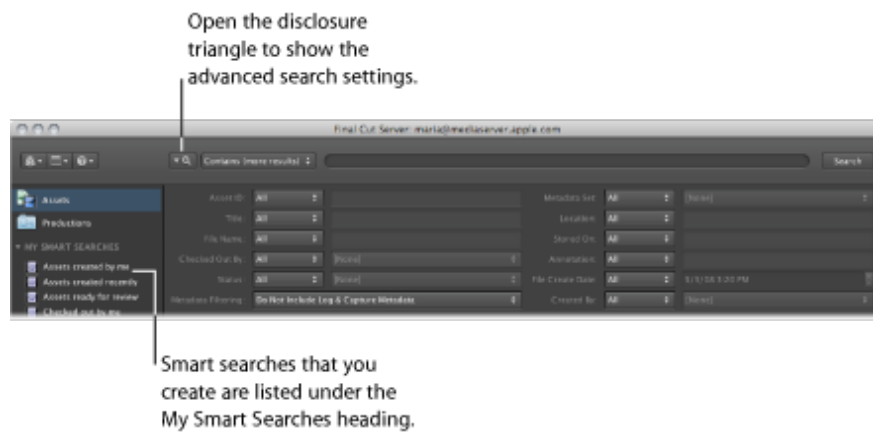 Open the disclosure
triangle to show the
advanced search settings.
Final Cut Server: maria@mediaserver.apple.com
Contains (more results)
Search
Assets
Productions
MY SMART SEARCHES
Assets created by me
Assets created recently
Assets ready for review
Checked out by me
Asset ID: All
Title: All
File Name: All
Checked Out By: All [None]
Status: All [None]
Metadata Filtering: Do Not Include Log & Capture Metadata
Metadata Set: All [None]
Location: All
Stored On: All
Annotation: All
File Create Date: All
Created By: All [None]
Smart searches that you
create are listed under the
My Smart Searches heading.